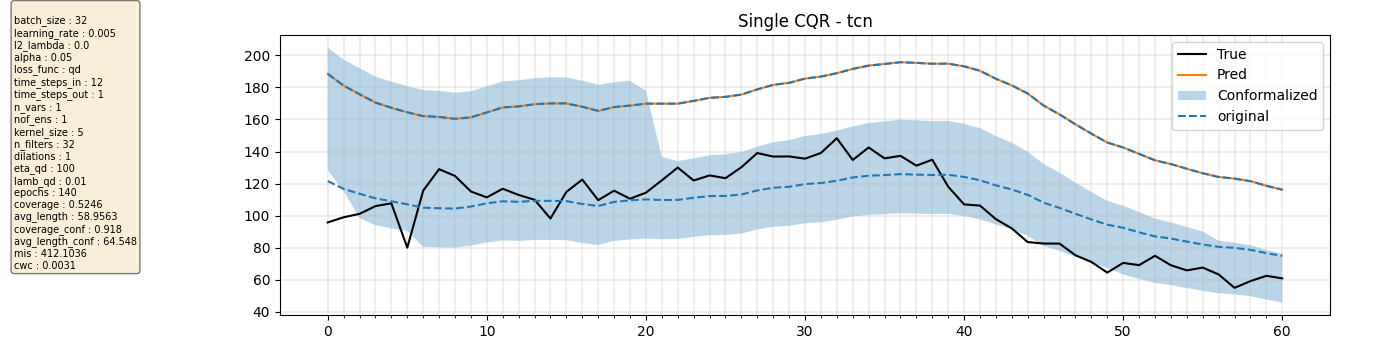 batch_size : 32
learning_rate : 0.005
l2_lambda : 0.0
alpha : 0.05
loss_func : qd
time_steps_in : 12
time_steps_out : 1
n_vars : 1
nof_ens : 1
kernel_size : 5
n_filters : 32
dilations : 1
eta_qd : 100
lamb_qd : 0.01
epochs : 140
coverage : 0.5246
avg_length : 58.9563
coverage_conf : 0.918
avg_length_conf : 64.548
mis : 412.1036
cwc : 0.0031
Single CQR - tcn
200
180
160
140
120
100
80
60
40
0 10 20 30 40 50 60
True
Pred
Conformalized
original